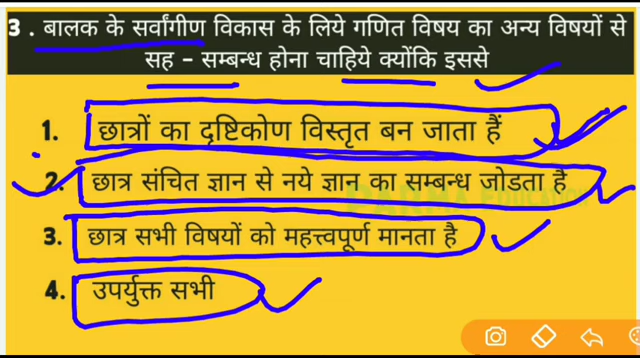 3 . बालक के सर्वांगीण विकास के लिये गणित विषय का अन्य विषयों से
सह - सम्बन्ध होना चाहिये क्योंकि इससे
1. छात्रों का दृष्टिकोण विस्तृत बन जाता हैं
2. छात्र संचित ज्ञान से नये ज्ञान का सम्बन्ध जोडता है
3. छात्र सभी विषयों को महत्त्वपूर्ण मानता है
4. उपर्युक्त सभी